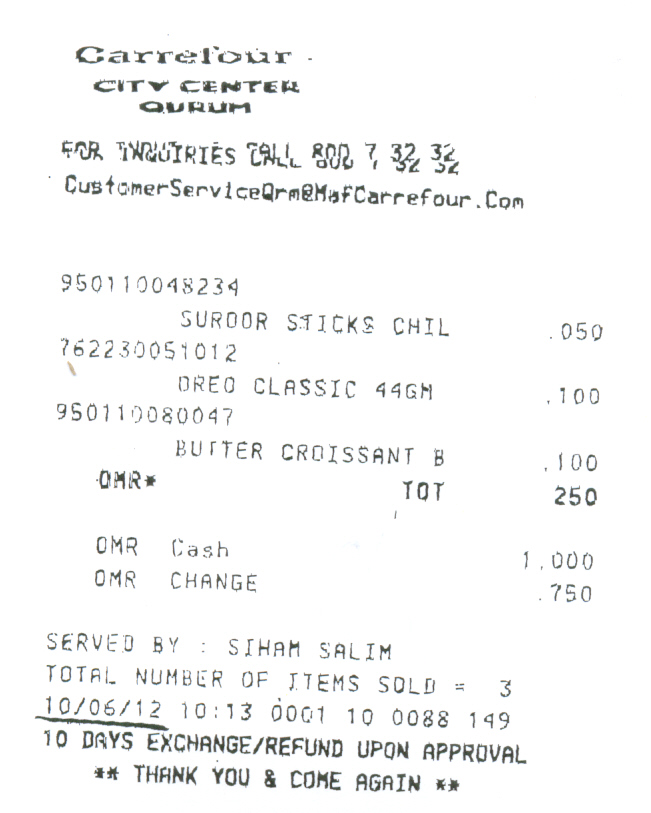 Carrefour
CITY CENTER
QURUM
FOR INQUIRIES CALL 800 7 32 32
CustomerServiceQrm@MafCarrefour.Com
950110048234
SUROOR STICKS CHIL .050
762230051012
OREO CLASSIC 44GM .100
950110080047
BUTTER CROISSANT B .100
OMR* TOT 250
OMR Cash 1.000
OMR CHANGE .750
SERVED BY : SIHAM SALIM
TOTAL NUMBER OF ITEMS SOLD = 3
10/06/12 10:13 0001 10 0088 149
10 DAYS EXCHANGE/REFUND UPON APPROVAL
** THANK YOU & COME AGAIN **